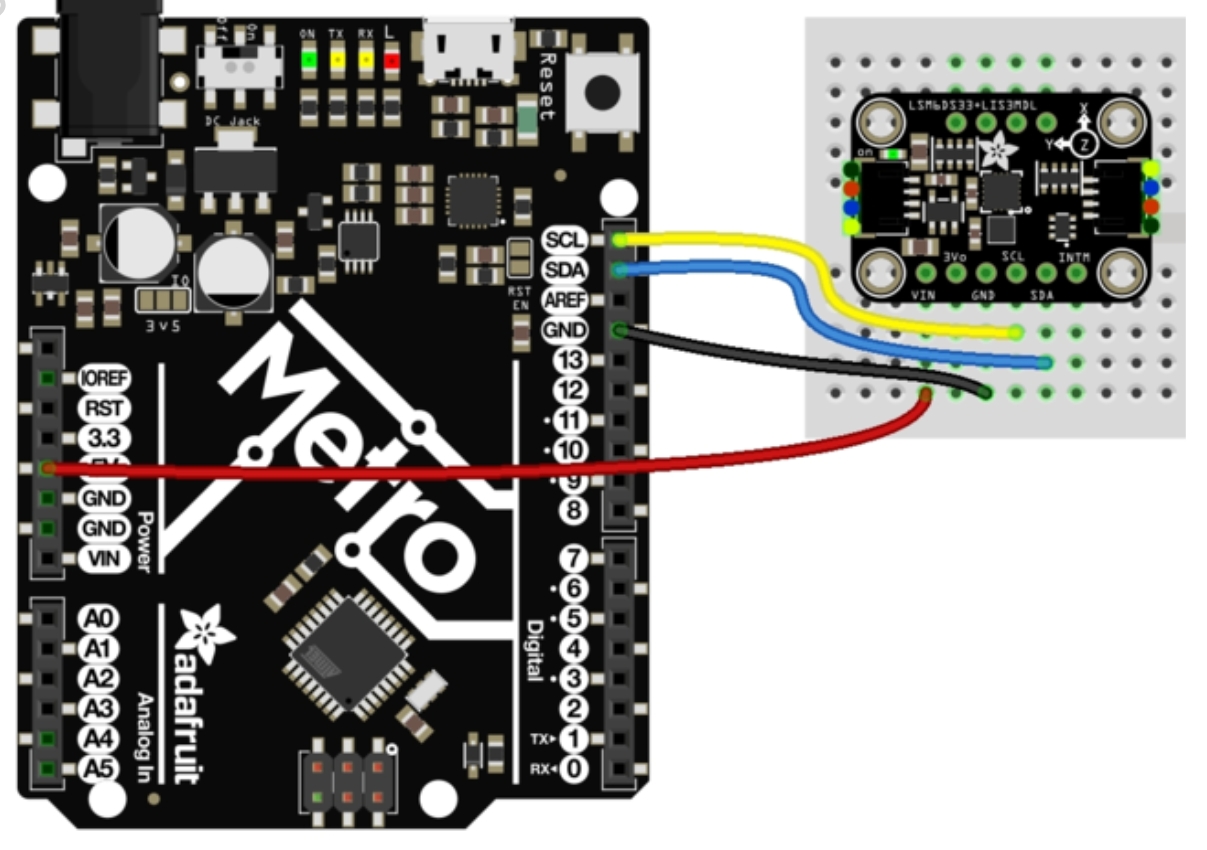 Off
On
ON TX RX L
Reset
DC Jack
LSM6DS33+LIS3MDL
X
Y
Z
on
SCL
SDA
AREF
GND
13
12
11
10
9
8
IO
3V5
RST
EN
3Vo SCL INTM
VIN GND SDA
IOREF
RST
3.3
GND
GND
VIN
Power
Metro
7
6
5
4
3
2
TX▸ 1
RX◂ 0
Digital
A0
A1
A2
A3
A4
A5
Analog In
adafruit